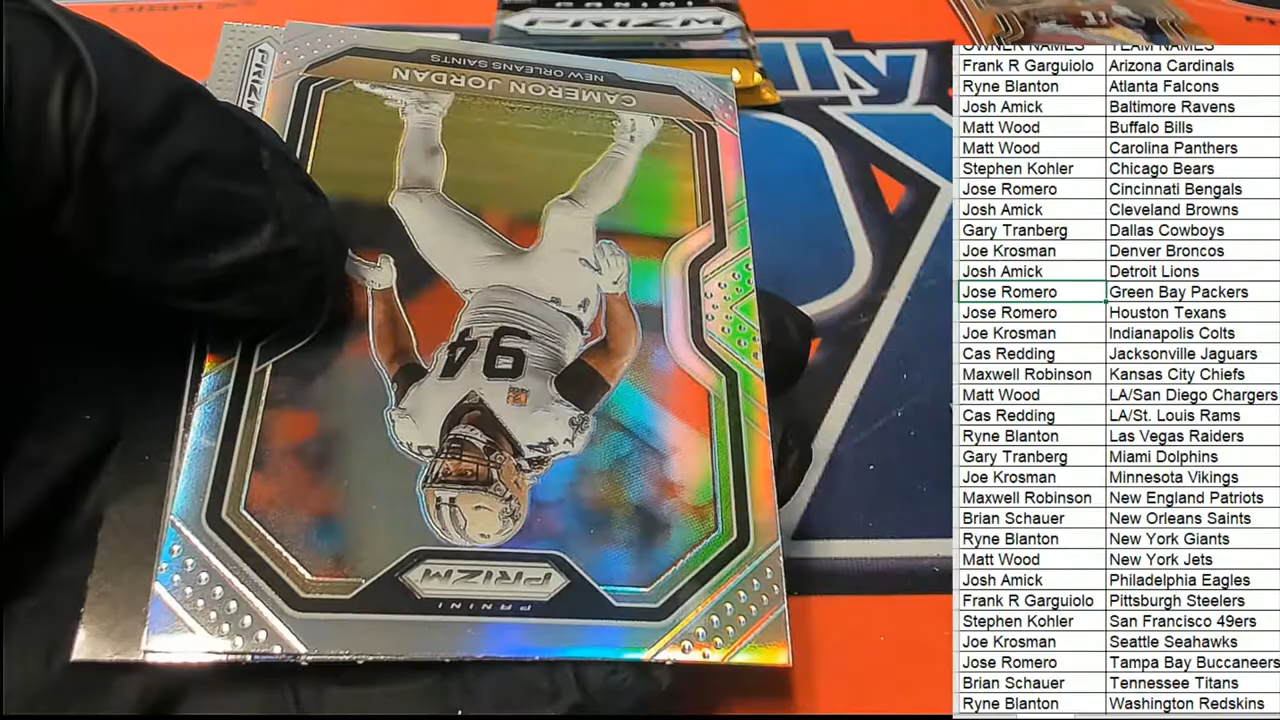 PANINI
PRIZM
lly
PRIZM
NEW ORLEANS SAINTS
CAMERON JORDAN
94
PRIZM
PANINI
OWNER NAMES TEAM NAMES
Frank R Garguiolo Arizona Cardinals
Ryne Blanton Atlanta Falcons
Josh Amick Baltimore Ravens
Matt Wood Buffalo Bills
Matt Wood Carolina Panthers
Stephen Kohler Chicago Bears
Jose Romero Cincinnati Bengals
Josh Amick Cleveland Browns
Gary Tranberg Dallas Cowboys
Joe Krosman Denver Broncos
Josh Amick Detroit Lions
Jose Romero Green Bay Packers
Jose Romero Houston Texans
Joe Krosman Indianapolis Colts
Cas Redding Jacksonville Jaguars
Maxwell Robinson Kansas City Chiefs
Matt Wood LA/San Diego Chargers
Cas Redding LA/St. Louis Rams
Ryne Blanton Las Vegas Raiders
Gary Tranberg Miami Dolphins
Joe Krosman Minnesota Vikings
Maxwell Robinson New England Patriots
Brian Schauer New Orleans Saints
Ryne Blanton New York Giants
Matt Wood New York Jets
Josh Amick Philadelphia Eagles
Frank R Garguiolo Pittsburgh Steelers
Stephen Kohler San Francisco 49ers
Joe Krosman Seattle Seahawks
Jose Romero Tampa Bay Buccaneers
Brian Schauer Tennessee Titans
Ryne Blanton Washington Redskins